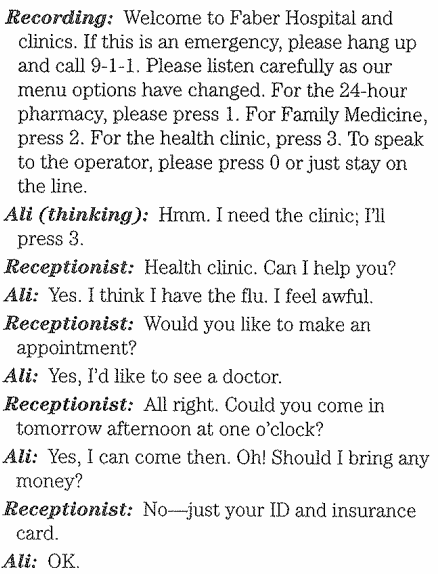 Recording: Welcome to Faber Hospital and
clinics. If this is an emergency, please hang up
and call 9-1-1. Please listen carefully as our
menu options have changed. For the 24-hour
pharmacy, please press 1. For Family Medicine,
press 2. For the health clinic, press 3. To speak
to the operator, please press 0 or just stay on
the line.
Ali (thinking): Hmm. I need the clinic; I'll
press 3.
Receptionist: Health clinic. Can I help you?
Ali: Yes. I think I have the flu. I feel awful.
Receptionist: Would you like to make an
appointment?
Ali: Yes, I'd like to see a doctor.
Receptionist: All right. Could you come in
tomorrow afternoon at one o'clock?
Ali: Yes, I can come then. Oh! Should I bring any
money?
Receptionist: No—just your ID and insurance
card.
Ali: OK.